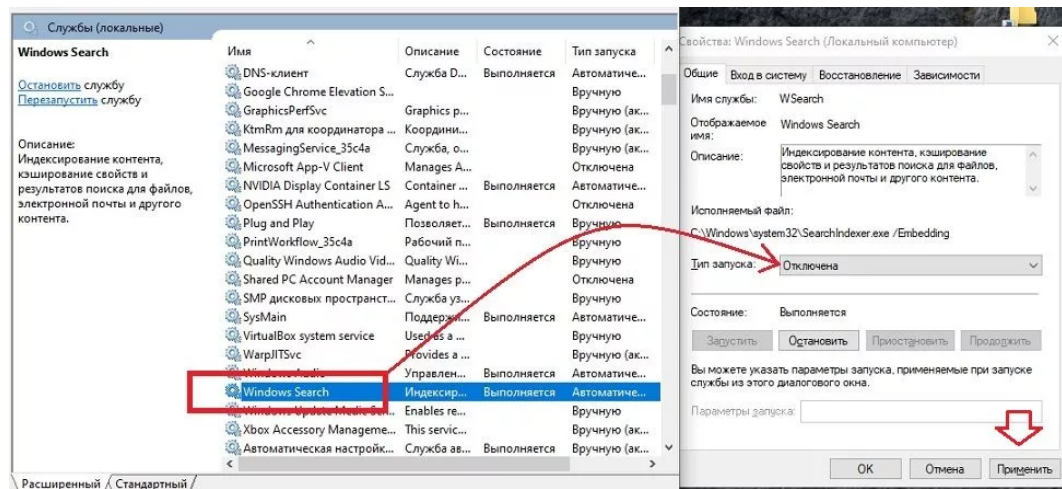 Службы (локальные)
Windows Search
Остановить службу
Перезапустить службу
Описание:
Индексирование контента,
кэширование свойств и
результатов поиска для файлов,
электронной почты и другого
контента.
Имя Описание Состояние Тип запуска
DNS-клиент Служба D... Выполняется Автоматиче...
Google Chrome Elevation S... Вручную
GraphicsPerfSvc Graphics p... Вручную (ак...
KtmRm для координатора ... Координи... Вручную (ак...
MessagingService_35c4a Служба, о... Вручную (ак...
Microsoft App-V Client Manages A... Отключена
NVIDIA Display Container LS Container ... Выполняется Автоматиче...
OpenSSH Authentication A... Agent to h... Отключена
Plug and Play Позволяет... Выполняется Вручную
PrintWorkflow_35c4a Рабочий п... Вручную
Quality Windows Audio Vid... Quality Wi... Вручную
Shared PC Account Manager Manages p... Отключена
SMP дисковых пространст... Служба уз... Вручную
SysMain Поддержи... Выполняется Автоматиче...
VirtualBox system service Used as a ... Вручную
WarpJITSvc Provides a ... Вручную (ак...
Windows Audio Управлен... Выполняется Автоматиче...
Windows Search Индексир... Выполняется Автоматиче...
Windows Update Medic Ser... Enables re... Вручную
Xbox Accessory Manageme... This servic... Вручную (ак...
Автоматическая настройк... Служба ав... Выполняется Вручную (ак...
Расширенный Стандартный
Свойства: Windows Search (Локальный компьютер)
Общие Вход в систему Восстановление Зависимости
Имя службы: WSearch
Отображаемое
имя: Windows Search
Описание: Индексирование контента, кэширование
свойств и результатов поиска для файлов,
электронной почты и другого контента.
Исполняемый файл:
C:\Windows\system32\SearchIndexer.exe /Embedding
Тип запуска: Отключена
Состояние: Выполняется
Запустить Остановить Приостановить Продолжить
Вы можете указать параметры запуска, применяемые при запуске
службы из этого диалогового окна.
Параметры запуска:
ОК Отмена Применить